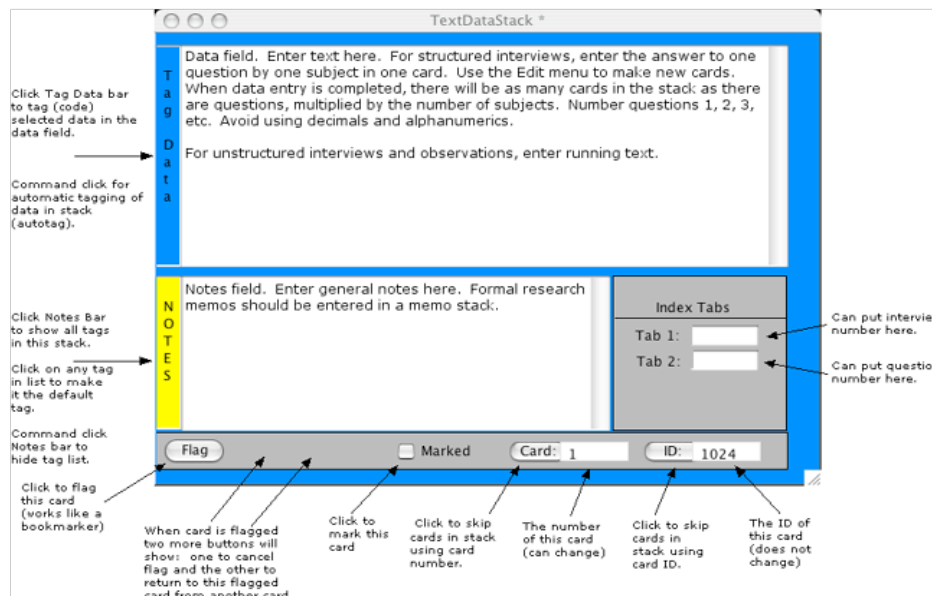 TextDataStack *
Data field. Enter text here. For structured interviews, enter the answer to one
question by one subject in one card. Use the Edit menu to make new cards.
When data entry is completed, there will be as many cards in the stack as there
are questions, multiplied by the number of subjects. Number questions 1, 2, 3,
etc. Avoid using decimals and alphanumerics.
For unstructured interviews and observations, enter running text.
Tag Data
Click Tag Data bar
to tag (code)
selected data in the
data field.
Command click for
automatic tagging of
data in stack
(autotag).
NOTES
Notes field. Enter general notes here. Formal research
memos should be entered in a memo stack.
Index Tabs
Tab 1:
Tab 2:
Can put intervie
number here.
Can put questio
number here.
Click Notes Bar
to show all tags
in this stack.
Click on any tag
in list to make
it the default
tag.
Command click
Notes bar to
hide tag list.
Flag
Marked
Card: 1
ID: 1024
Click to flag
this card
(works like a
bookmarker)
When card is flagged
two more buttons will
show: one to cancel
flag and the other to
return to this flagged
card from another card
Click to
mark this
card
Click to skip
cards in stack
using card
number.
The number
of this card
(can change)
Click to skip
cards in
stack using
card ID.
The ID of
this card
(does not
change)